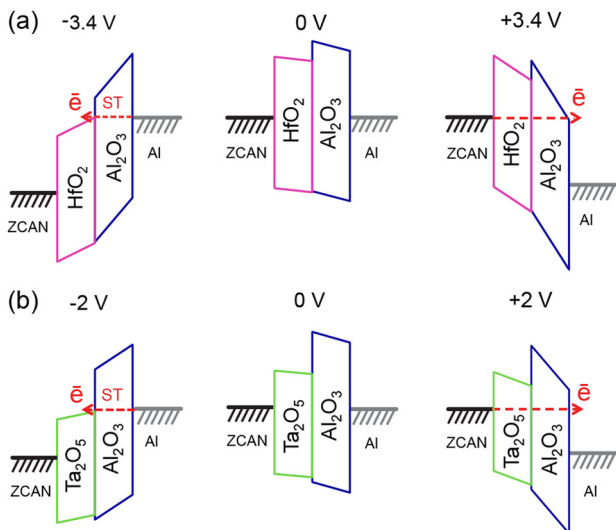 (a)
-3.4 V
0 V
+3.4 V
ē
ST
ē
HfO2
Al2O3
Al
ZCAN
ZCAN
HfO2
Al2O3
Al
ZCAN
HfO2
Al2O3
Al
(b)
-2 V
0 V
+2 V
ē
ST
ē
Ta2O5
Al2O3
Al
ZCAN
ZCAN
Ta2O5
Al2O3
Al
ZCAN
Ta2O5
Al2O3
Al